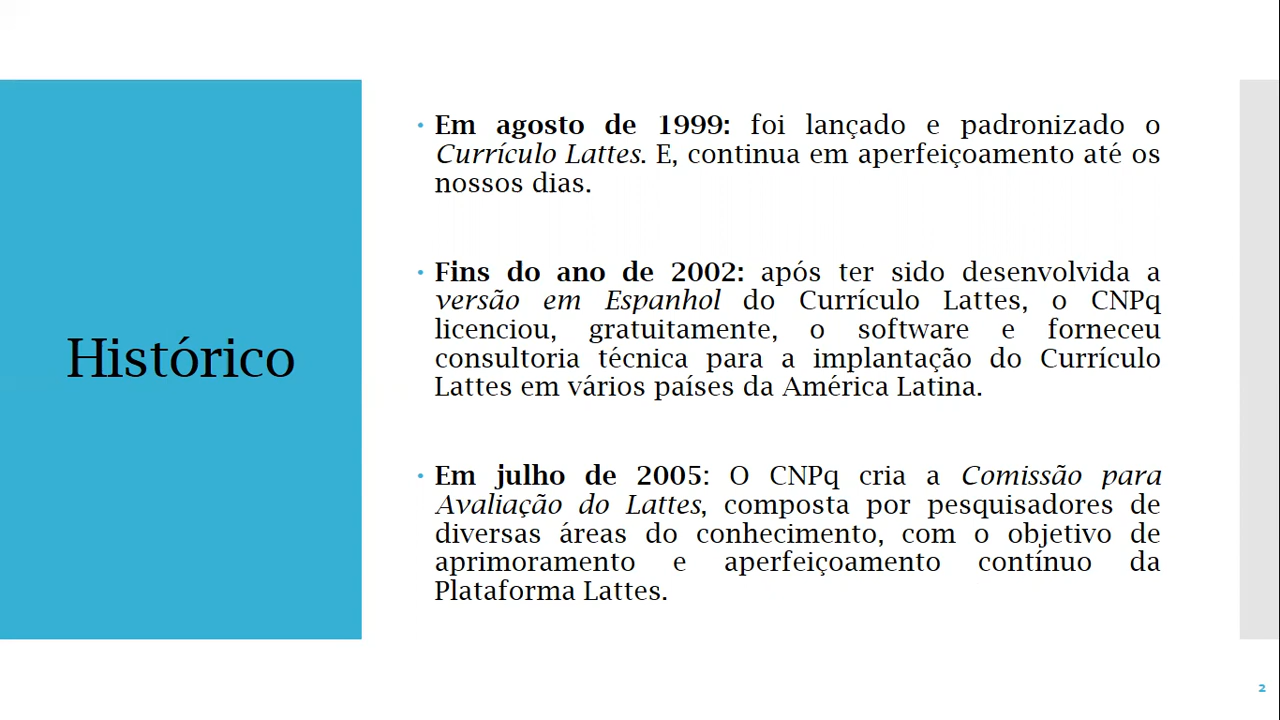 Histórico
• Em agosto de 1999: foi lançado e padronizado o
Currículo Lattes. E, continua em aperfeiçoamento até os
nossos dias.
• Fins do ano de 2002: após ter sido desenvolvida a
versão em Espanhol do Currículo Lattes, o CNPq
licenciou, gratuitamente, o software e forneceu
consultoria técnica para a implantação do Currículo
Lattes em vários países da América Latina.
• Em julho de 2005: O CNPq cria a Comissão para
Avaliação do Lattes, composta por pesquisadores de
diversas áreas do conhecimento, com o objetivo de
aprimoramento e aperfeiçoamento contínuo da
Plataforma Lattes.
2